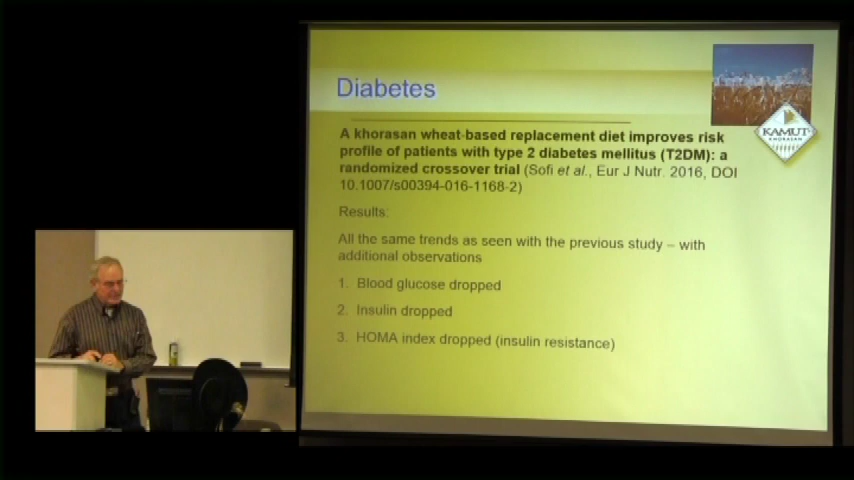 Diabetes
KAMUT
KHORASAN
A khorasan wheat-based replacement diet improves risk
profile of patients with type 2 diabetes mellitus (T2DM): a
randomized crossover trial (Sofi et al., Eur J Nutr. 2016, DOI
10.1007/s00394-016-1168-2)
Results:
All the same trends as seen with the previous study – with
additional observations
1. Blood glucose dropped
2. Insulin dropped
3. HOMA index dropped (insulin resistance)